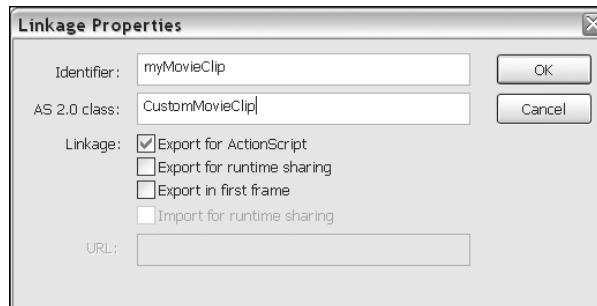 Linkage Properties
Identifier: myMovieClip OK
AS 2.0 class: CustomMovieClip Cancel
Linkage: Export for ActionScript
Export for runtime sharing
Export in first frame
Import for runtime sharing
URL: